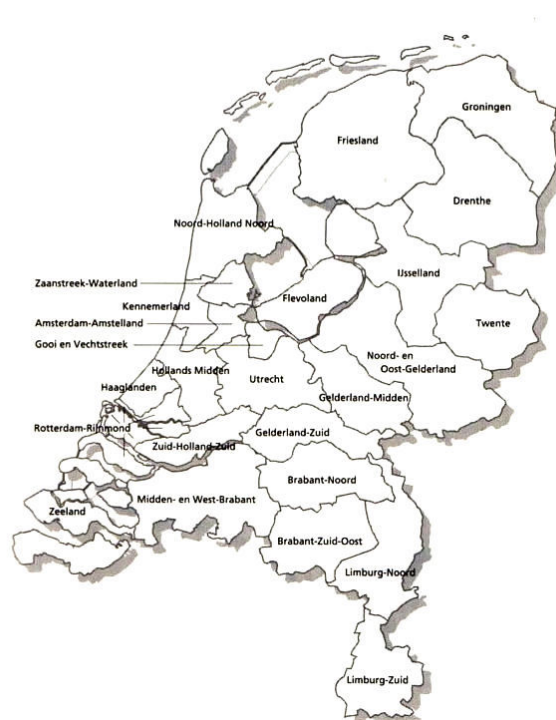 Groningen
Friesland
Drenthe
Noord-Holland Noord
IJsselland
Zaanstreek-Waterland
Flevoland
Kennemerland
Amsterdam-Amstelland
Twente
Gooi en Vechtstreek
Noord- en
Oost-Gelderland
Hollands Midden
Utrecht
Haaglanden
Gelderland-Midden
Rotterdam-Rijnmond
Gelderland-Zuid
Zuid-Holland-Zuid
Brabant-Noord
Midden- en West-Brabant
Zeeland
Brabant-Zuid-Oost
Limburg-Noord
Limburg-Zuid